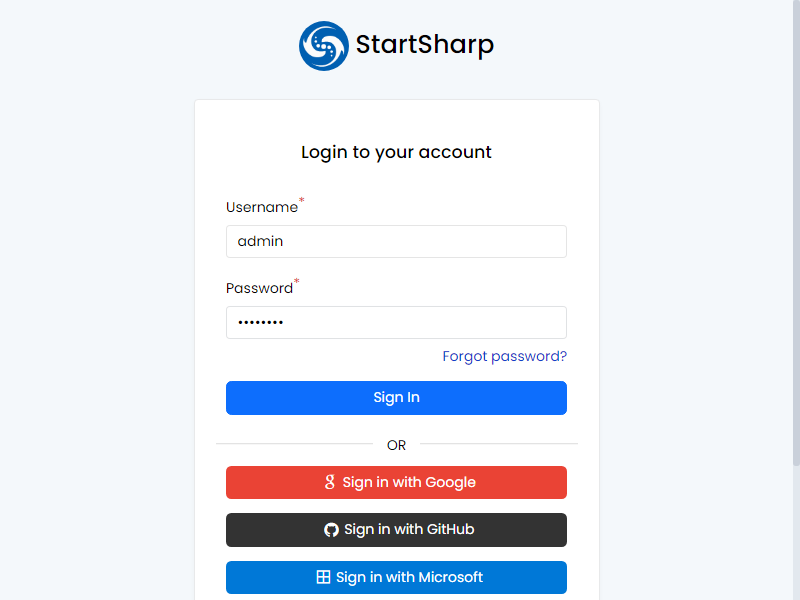 StartSharp
Login to your account
Username*
admin
Password*
••••••••
Forgot password?
Sign In
OR
Sign in with Google
Sign in with GitHub
Sign in with Microsoft